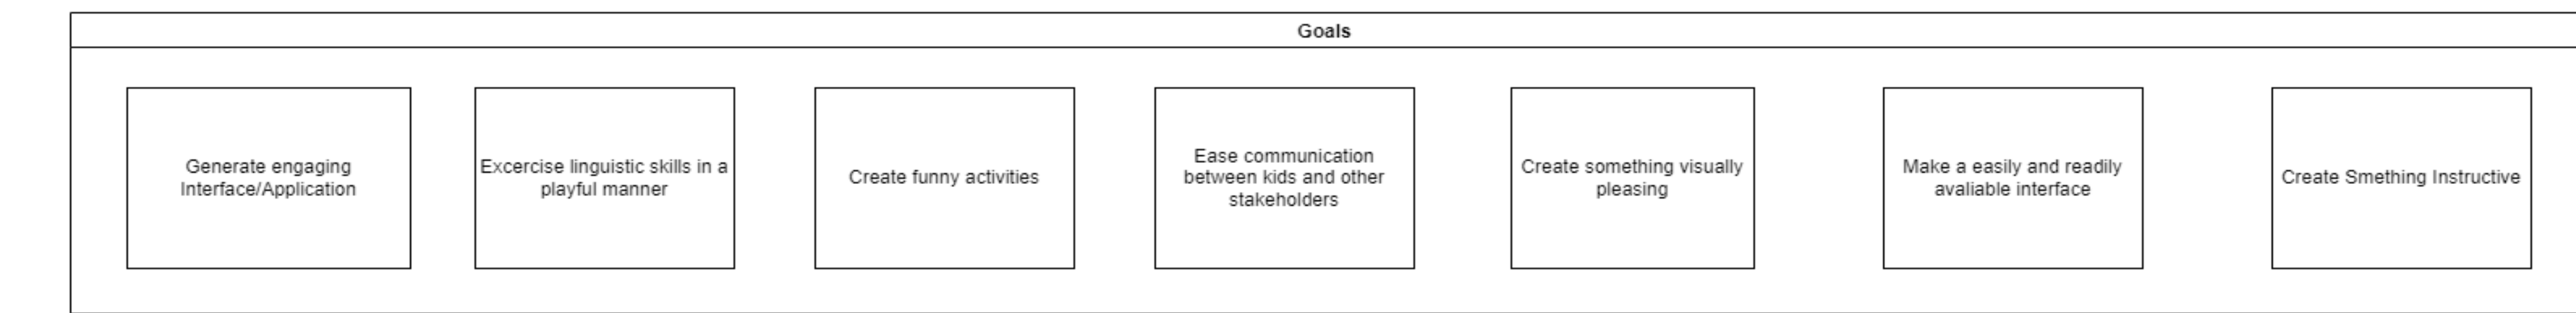 Goals
Generate engaging
Interface/Application
Excercise linguistic skills in a
playful manner
Create funny activities
Ease communication
between kids and other
stakeholders
Create something visually
pleasing
Make a easily and readily
avaliable interface
Create Smething Instructive